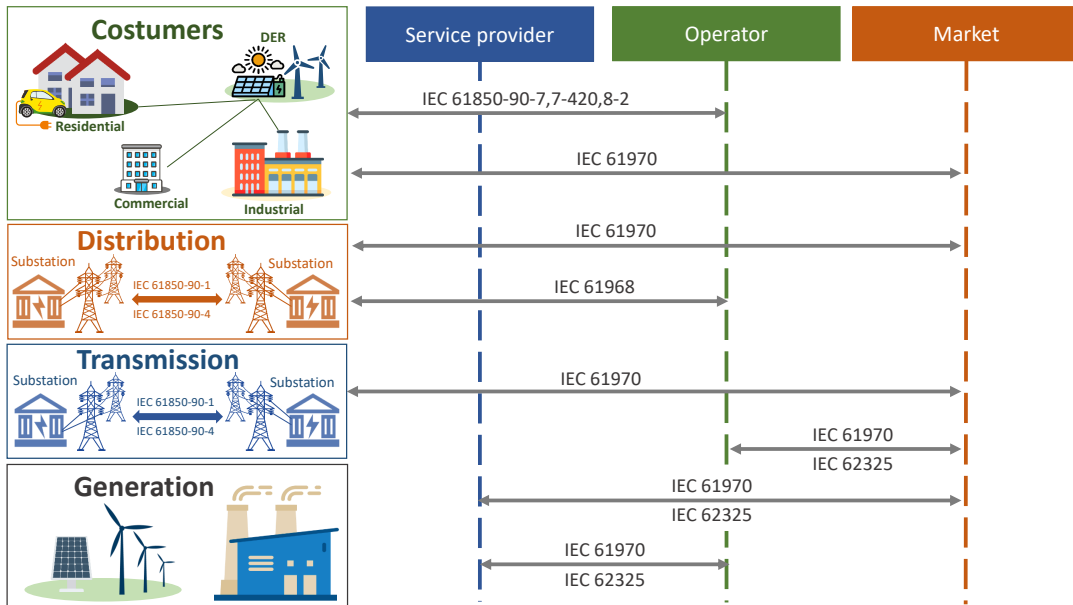 Costumers
DER
Residential
Commercial
Industrial
Service provider
Operator
Market
IEC 61850-90-7,7-420,8-2
IEC 61970
Distribution
Substation
Substation
IEC 61850-90-1
IEC 61850-90-4
IEC 61970
IEC 61968
Transmission
Substation
Substation
IEC 61850-90-1
IEC 61850-90-4
IEC 61970
IEC 61970
IEC 62325
Generation
IEC 61970
IEC 62325
IEC 61970
IEC 62325